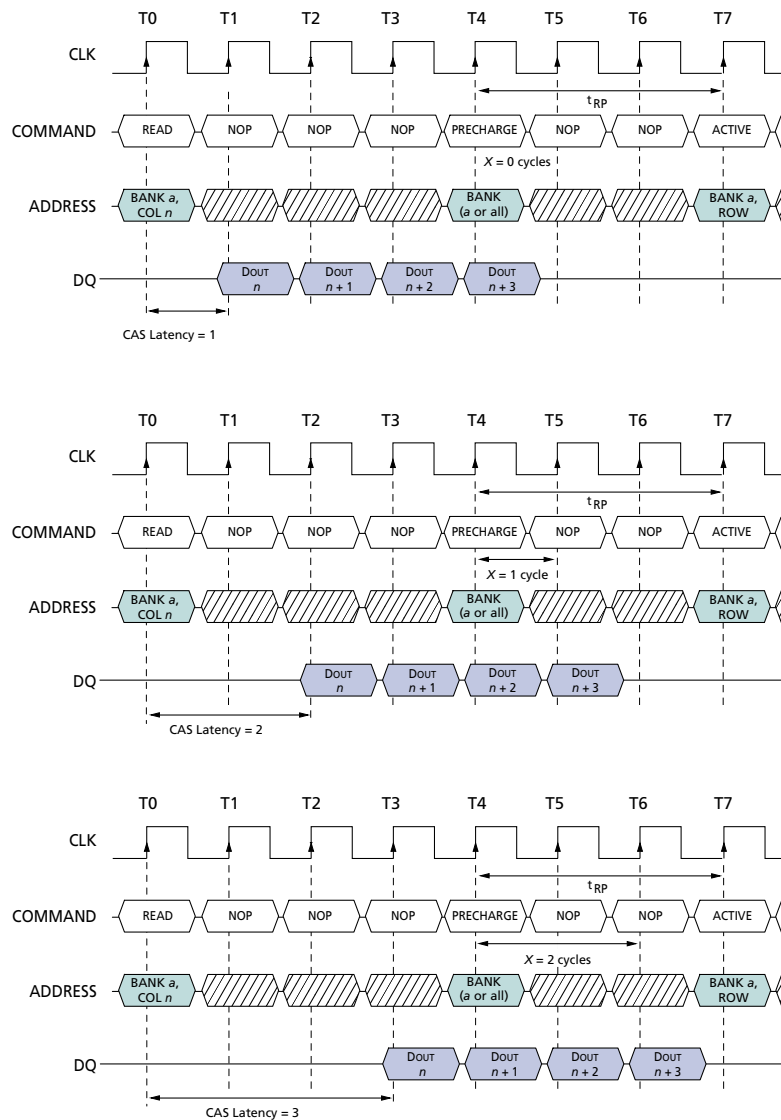 T0 T1 T2 T3 T4 T5 T6 T7
CLK
tRP
COMMAND READ NOP NOP NOP PRECHARGE NOP NOP ACTIVE
X = 0 cycles
ADDRESS BANK a, COL n BANK (a or all) BANK a, ROW
DQ DOUT n DOUT n + 1 DOUT n + 2 DOUT n + 3
CAS Latency = 1
T0 T1 T2 T3 T4 T5 T6 T7
CLK
tRP
COMMAND READ NOP NOP NOP PRECHARGE NOP NOP ACTIVE
X = 1 cycle
ADDRESS BANK a, COL n BANK (a or all) BANK a, ROW
DQ DOUT n DOUT n + 1 DOUT n + 2 DOUT n + 3
CAS Latency = 2
T0 T1 T2 T3 T4 T5 T6 T7
CLK
tRP
COMMAND READ NOP NOP NOP PRECHARGE NOP NOP ACTIVE
X = 2 cycles
ADDRESS BANK a, COL n BANK (a or all) BANK a, ROW
DQ DOUT n DOUT n + 1 DOUT n + 2 DOUT n + 3
CAS Latency = 3